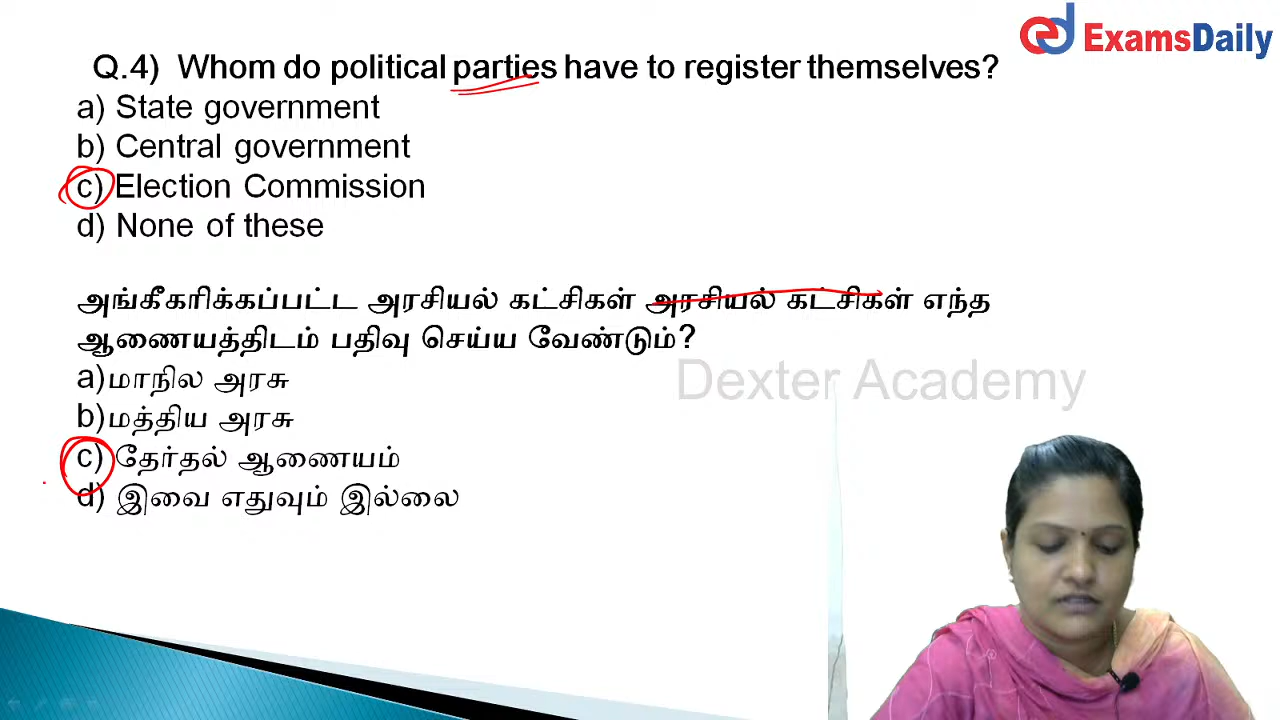 ed ExamsDaily
Q.4) Whom do political parties have to register themselves?
a) State government
b) Central government
c) Election Commission
d) None of these
அங்கீகரிக்கப்பட்ட அரசியல் கட்சிகள் அரசியல் கட்சிகள் எந்த
ஆணையத்திடம் பதிவு செய்ய வேண்டும்?
a)மாநில அரசு
b)மத்திய அரசு
c) தேர்தல் ஆணையம்
d) இவை எதுவும் இல்லை
Dexter Academy